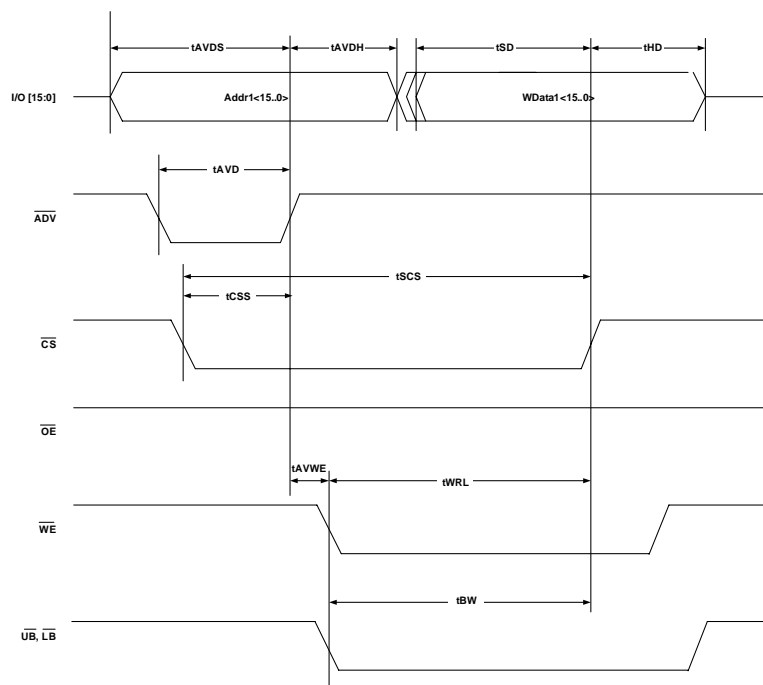 tAVDS tAVDH tSD tHD
I/O [15:0] Addr1<15..0> WData1<15..0>
tAVD
ADV
tSCS
tCSS
CS
OE
tAVWE
tWRL
WE
tBW
UB, LB